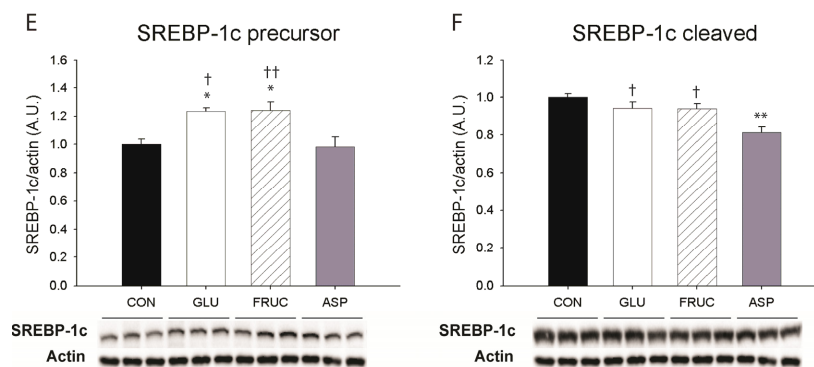 E
SREBP-1c precursor
SREBP-1c/actin (A.U.)
1.6
1.4
1.2
1.0
0.8
0.6
0.4
0.2
0.0
†
*
††
*
CON GLU FRUC ASP
SREBP-1c
Actin
F
SREBP-1c cleaved
SREBP-1c/actin (A.U.)
1.2
1.0
0.8
0.6
0.4
0.2
0.0
†
†
**
CON GLU FRUC ASP
SREBP-1c
Actin